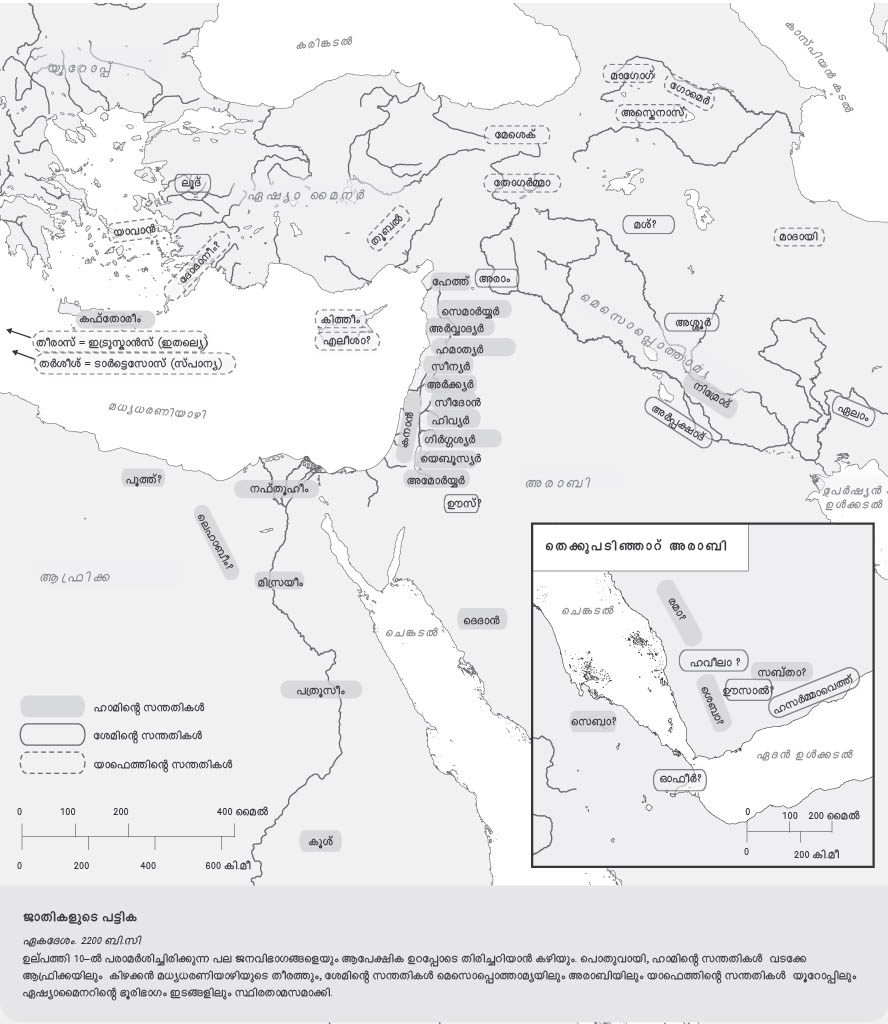 കരിങ്കടൽ
കാസ്പിയൻ കടൽ
യൂറോപ്പ്
മാഗോഗ്
ഗോമെർ
അസ്കെനാസ്
മേശെക്
തോഗർമ്മാ
ലൂദ്
ഏഷ്യാ മൈനർ
തൂബൽ
മശ്?
മാദായി
യാവാൻ
ദോദാനീം?
ഹേത്ത്
അരാം
മെസൊപ്പൊത്താമ്യ
കഫ്തോരീം
കിത്തീം
എലീശാ?
സെമാര്യർ
അർവ്വാദ്യർ
അശ്ശൂർ
തീരാസ് = ഇട്രുസ്കാൻസ് (ഇതല്യെ)
തർശീശ് = ടാർട്ടെസോസ് (സ്പാന്യ)
ഹമാത്യർ
സീന്യർ
അർക്ക്യർ
നിമ്രോദ്
സീദോൻ
കനാൻ
ഹിവ്യർ
അർപ്പക്ഷാദ്
ഏലാം
മധ്യധരണിയാഴി
ഗിർഗ്ഗശ്യർ
യെബൂസ്യർ
അമോര്യർ
പൂത്ത്?
നഫ്തൂഹീം
അരാബി
പേർഷ്യൻ
ഉൾക്കടൽ
ഊസ്?
ലെഹാബീം?
ആഫ്രിക്ക
മിസ്രയീം
ദെദാൻ
ചെങ്കടൽ
പത്രൂസീം
കൂശ്
തെക്കുപടിഞ്ഞാറ് അരാബി
ചെങ്കടൽ
രമാ?
ഹവീലാ ?
സബ്താ?
ഊസാൽ?
ഹസർമ്മാവെത്ത്
ശെബാ?
സെബാ?
ഏദൻ ഉൾക്കടൽ
ഓഫീർ?
0 100 200 മൈൽ
0 200 കി.മീ
ഹാമിന്റെ സന്തതികൾ
ശേമിന്റെ സന്തതികൾ
യാഫെത്തിന്റെ സന്തതികൾ
0 100 200 400 മൈൽ
0 200 400 600 കി.മീ
ജാതികളുടെ പട്ടിക
ഏകദേശം. 2200 ബി.സി
ഉല്പത്തി 10–ൽ പരാമർശിച്ചിരിക്കുന്ന പല ജനവിഭാഗങ്ങളെയും ആപേക്ഷിക ഉറപ്പോടെ തിരിച്ചറിയാൻ കഴിയും. പൊതുവായി, ഹാമിന്റെ സന്തതികൾ വടക്കേ
ആഫ്രിക്കയിലും കിഴക്കൻ മധ്യധരണിയാഴിയുടെ തീരത്തും, ശേമിന്റെ സന്തതികൾ മെസൊപ്പൊത്താമ്യയിലും അരാബിയിലും യാഫെത്തിന്റെ സന്തതികൾ യൂറോപ്പിലും
ഏഷ്യാമൈനറിന്റെ ഭൂരിഭാഗം ഇടങ്ങളിലും സ്ഥിരതാമസമാക്കി.